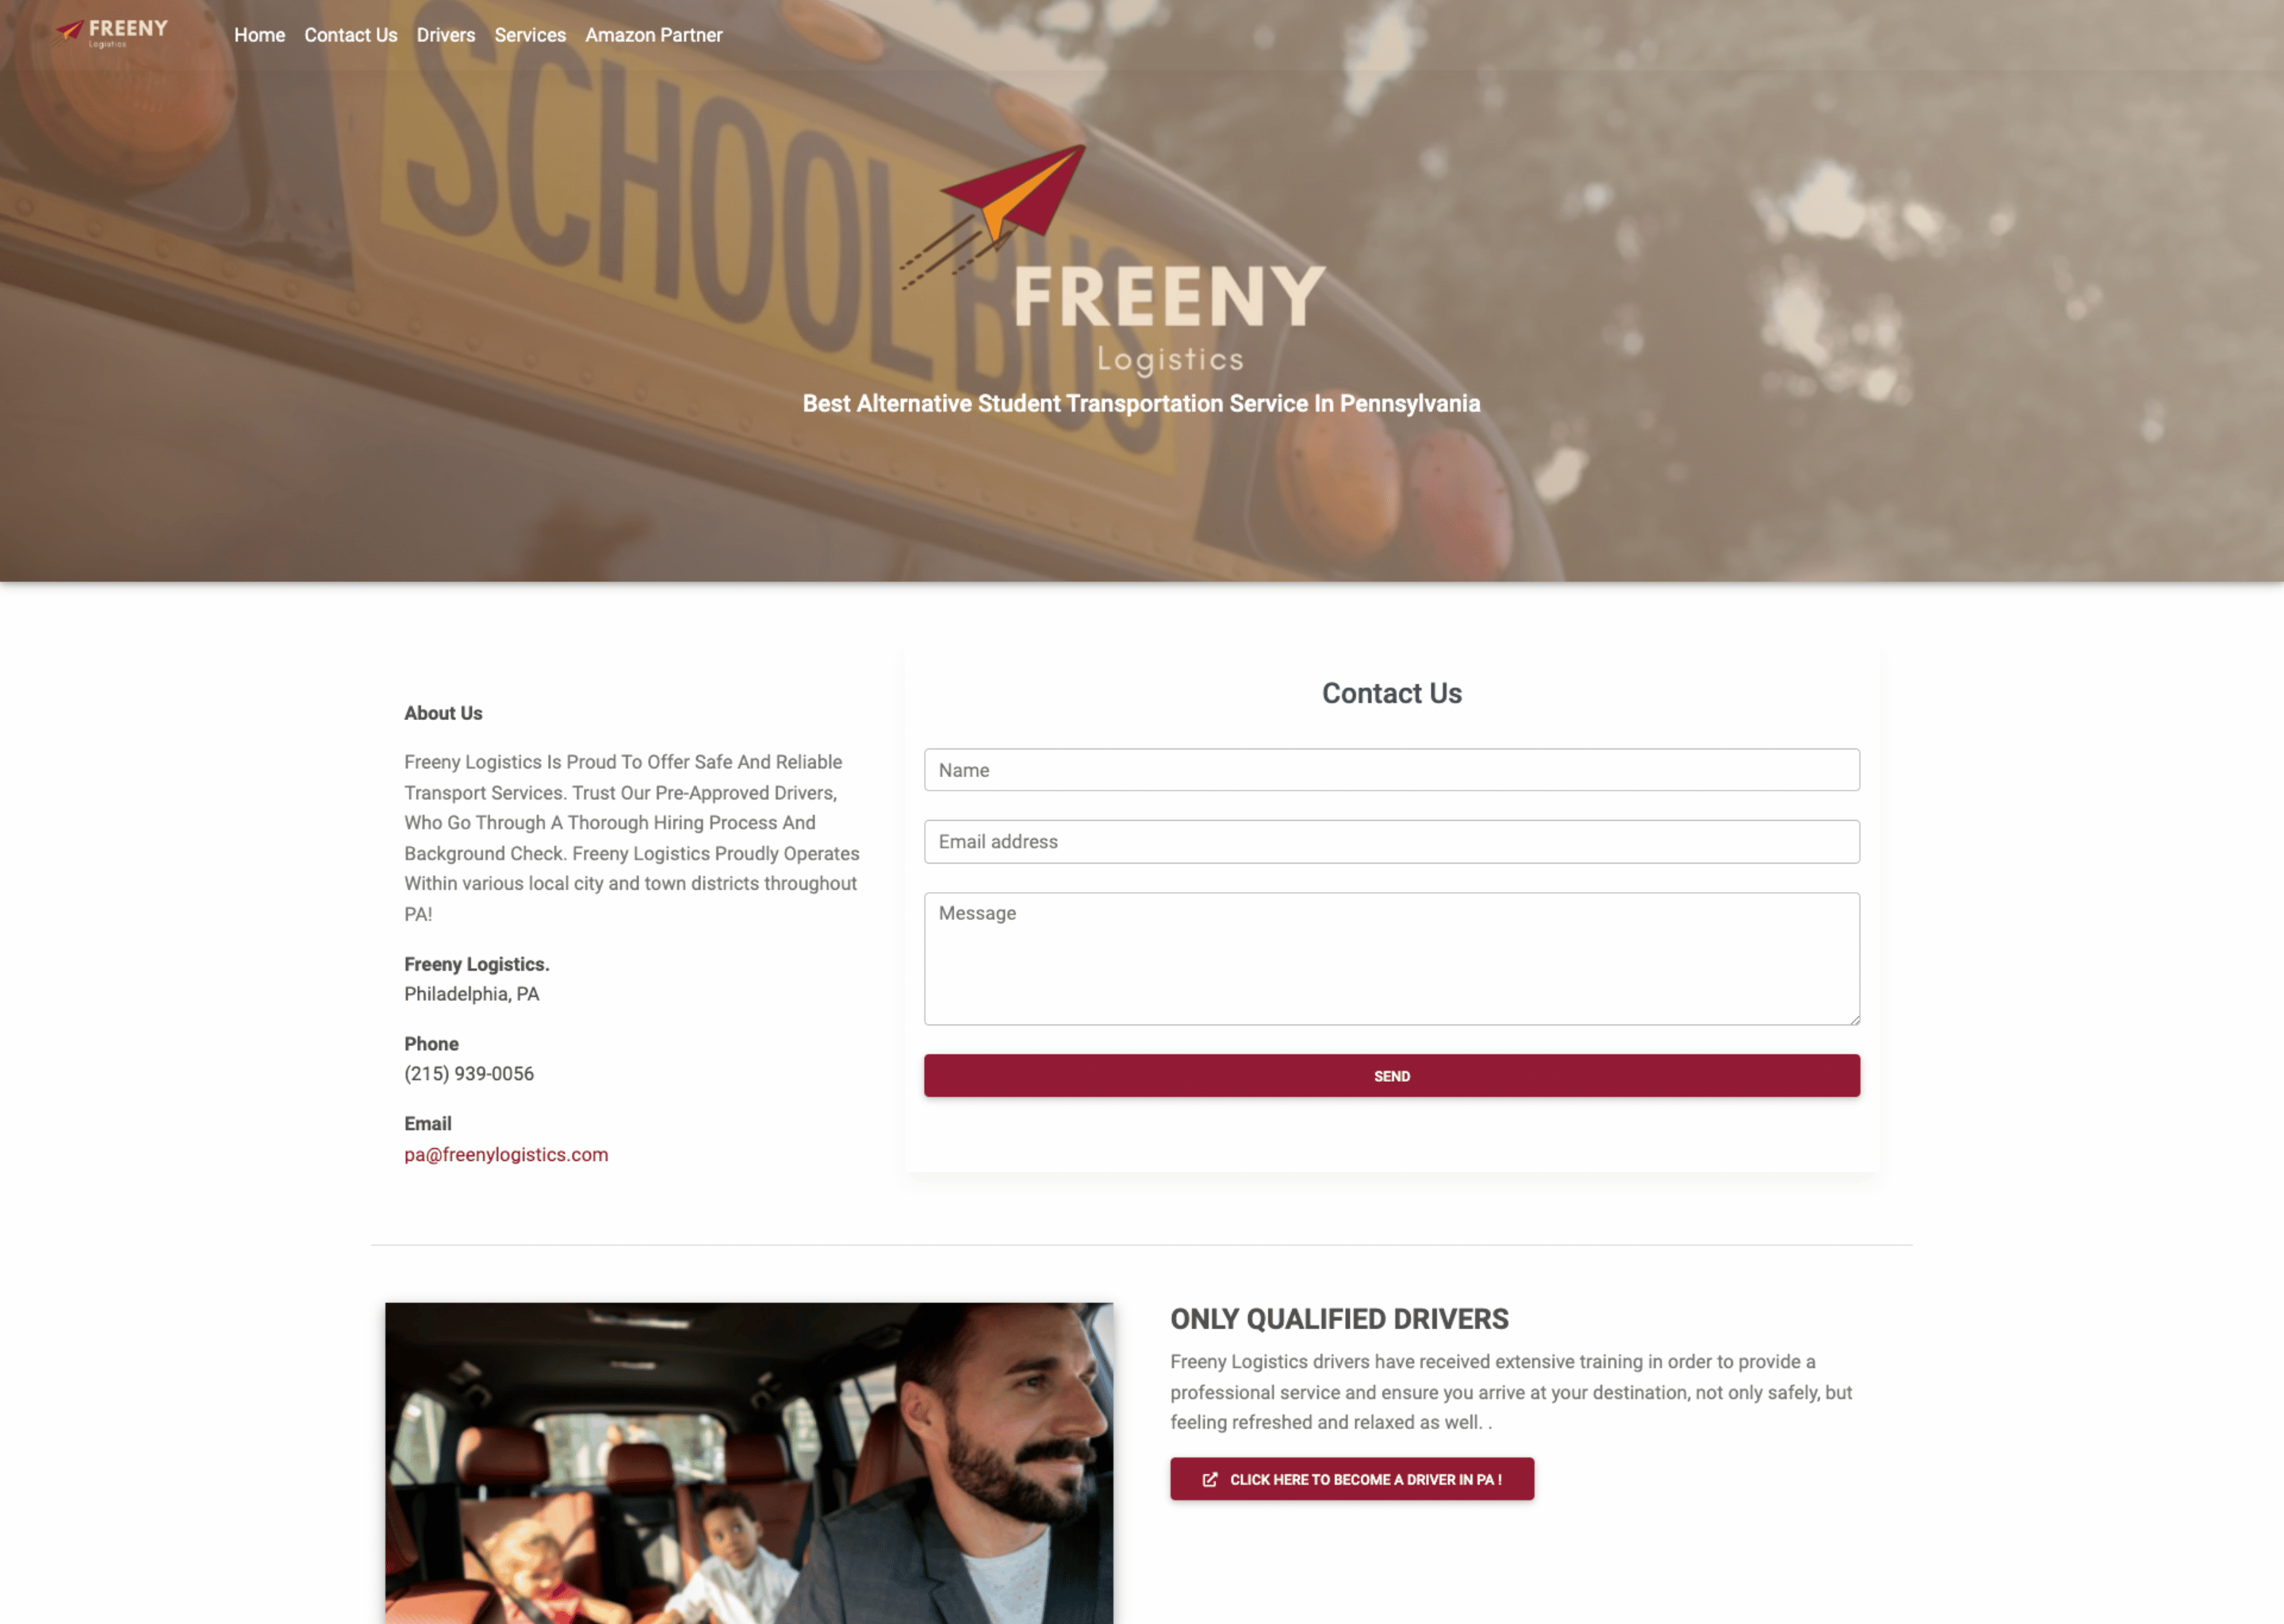 FREENY
Logistics
Home Contact Us Drivers Services Amazon Partner
SCHOOL BUS
FREENY
Logistics
Best Alternative Student Transportation Service In Pennsylvania
About Us
Freeny Logistics Is Proud To Offer Safe And Reliable
Transport Services. Trust Our Pre-Approved Drivers,
Who Go Through A Thorough Hiring Process And
Background Check. Freeny Logistics Proudly Operates
Within various local city and town districts throughout
PA!
Freeny Logistics.
Philadelphia, PA
Phone
(215) 939-0056
Email
pa@freenylogistics.com
Contact Us
Name
Email address
Message
SEND
ONLY QUALIFIED DRIVERS
Freeny Logistics drivers have received extensive training in order to provide a
professional service and ensure you arrive at your destination, not only safely, but
feeling refreshed and relaxed as well. .
CLICK HERE TO BECOME A DRIVER IN PA !